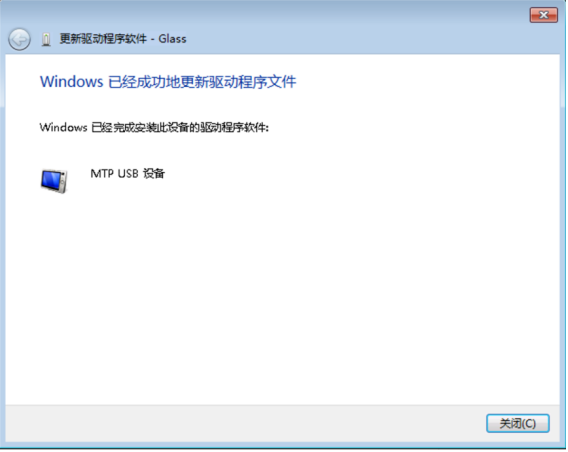 更新驱动程序软件 - Glass
Windows 已经成功地更新驱动程序文件
Windows 已经完成安装此设备的驱动程序软件:
MTP USB 设备
关闭(C)